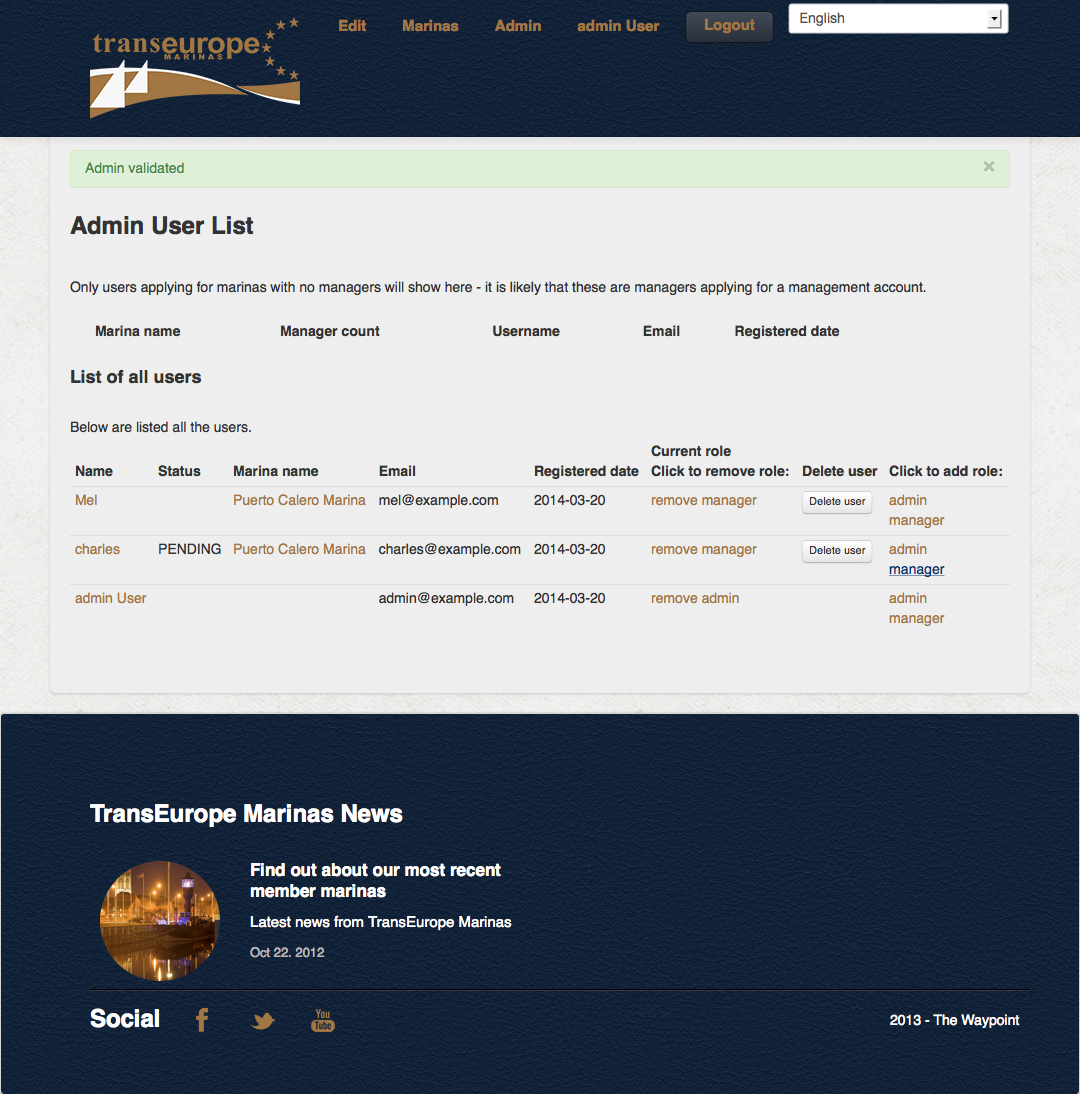 transeurope
MARINAS
Edit Marinas Admin admin User Logout English
Admin validated ×
Admin User List
Only users applying for marinas with no managers will show here - it is likely that these are managers applying for a management account.
Marina name Manager count Username Email Registered date
List of all users
Below are listed all the users.
Current role
Name Status Marina name Email Registered date Click to remove role: Delete user Click to add role:
Mel Puerto Calero Marina mel@example.com 2014-03-20 remove manager Delete user admin
manager
charles PENDING Puerto Calero Marina charles@example.com 2014-03-20 remove manager Delete user admin
manager
admin User admin@example.com 2014-03-20 remove admin admin
manager
TransEurope Marinas News
Find out about our most recent
member marinas
Latest news from TransEurope Marinas
Oct 22. 2012
Social You
Tube 2013 - The Waypoint